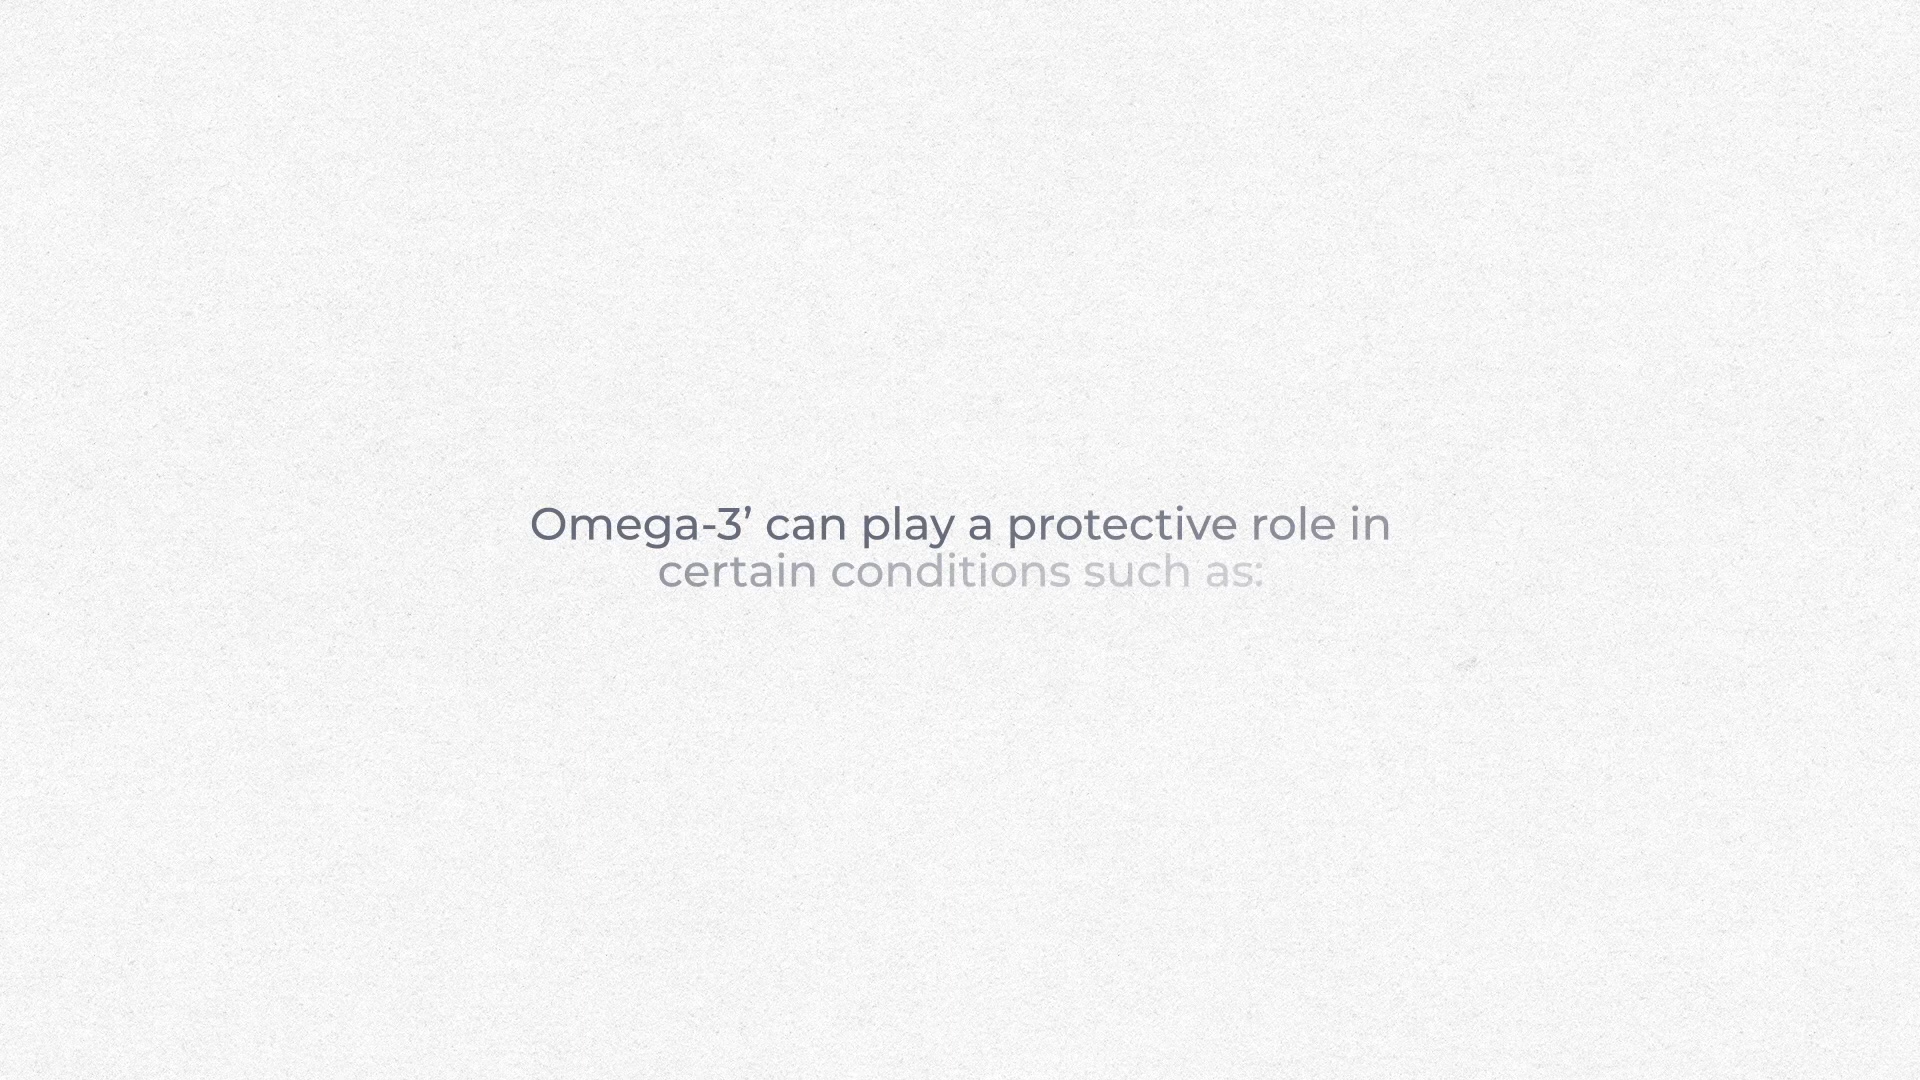 Omega-3’ can play a protective role in
certain conditions such as: